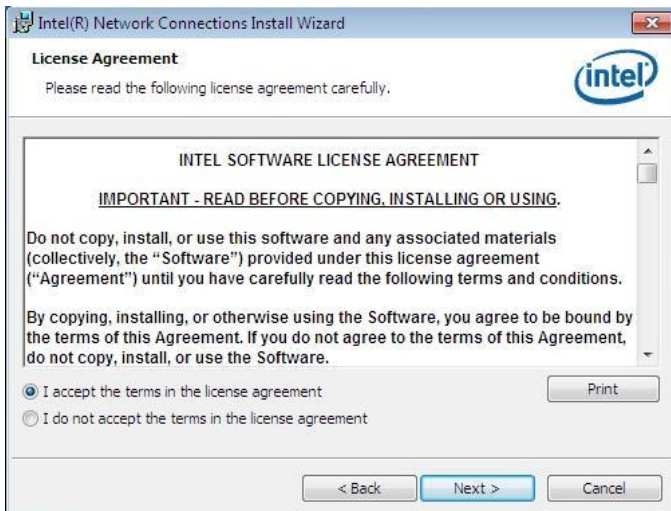 Intel(R) Network Connections Install Wizard
License Agreement
Please read the following license agreement carefully.
intel
INTEL SOFTWARE LICENSE AGREEMENT
IMPORTANT - READ BEFORE COPYING, INSTALLING OR USING.
Do not copy, install, or use this software and any associated materials
(collectively, the “Software”) provided under this license agreement
(“Agreement”) until you have carefully read the following terms and conditions.
By copying, installing, or otherwise using the Software, you agree to be bound by
the terms of this Agreement. If you do not agree to the terms of this Agreement,
do not copy, install, or use the Software.
I accept the terms in the license agreement
Print
I do not accept the terms in the license agreement
< Back
Next >
Cancel